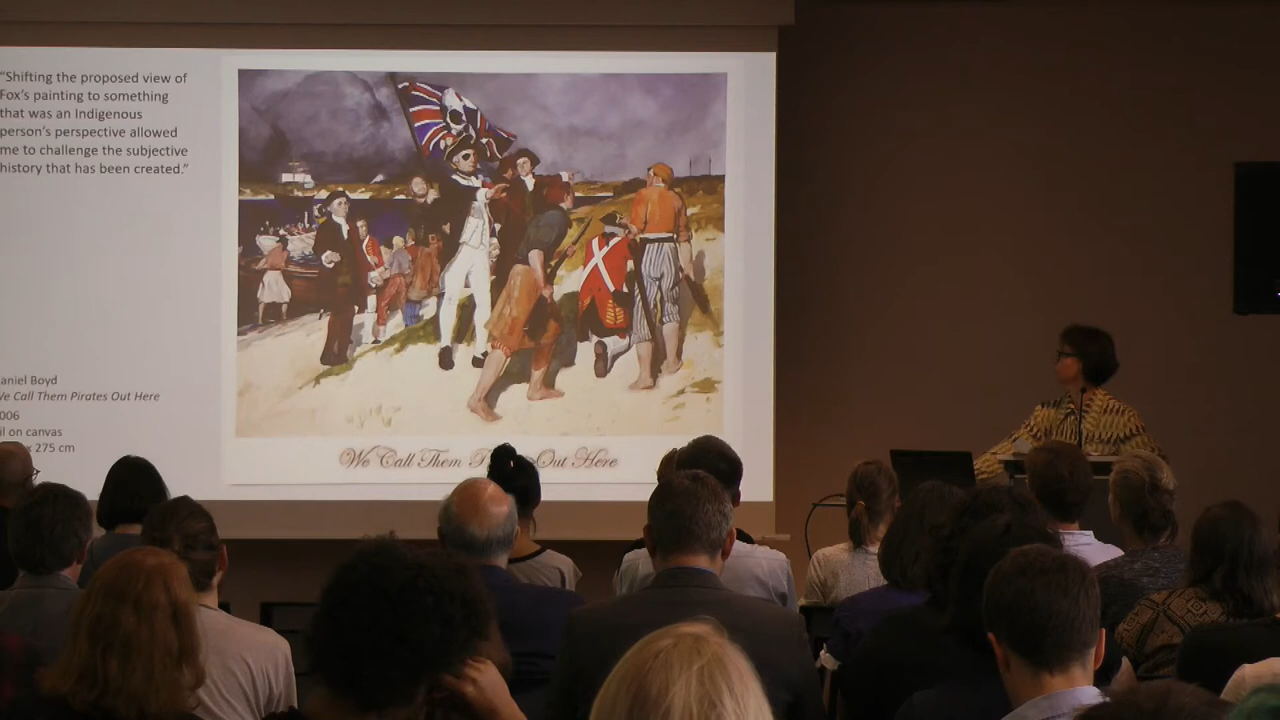 “Shifting the proposed view of
Fox’s painting to something
that was an Indigenous
person’s perspective allowed
me to challenge the subjective
history that has been created.”
aniel Boyd
We Call Them Pirates Out Here
006
il on canvas
x 275 cm
We Call Them Out Here